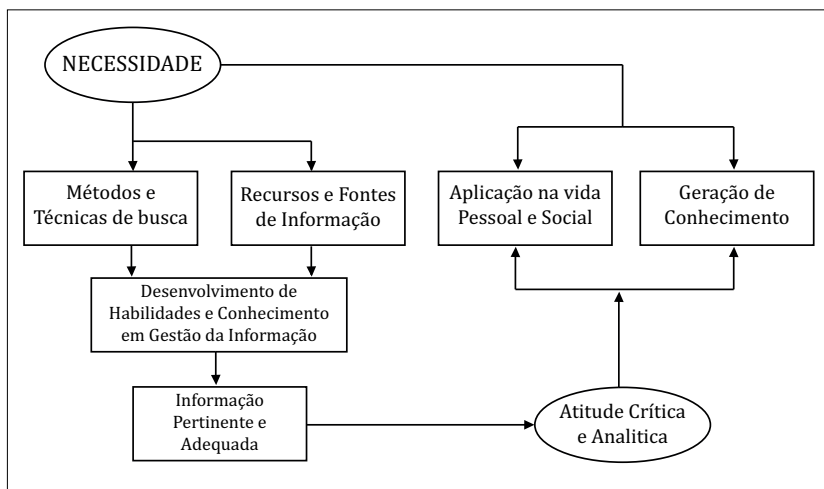 NECESSIDADE
Métodos e
Técnicas de busca
Recursos e Fontes
de Informação
Aplicação na vida
Pessoal e Social
Geração de
Conhecimento
Desenvolvimento de
Habilidades e Conhecimento
em Gestão da Informação
Informação
Pertinente e
Adequada
Atitude Crítica
e Analitica